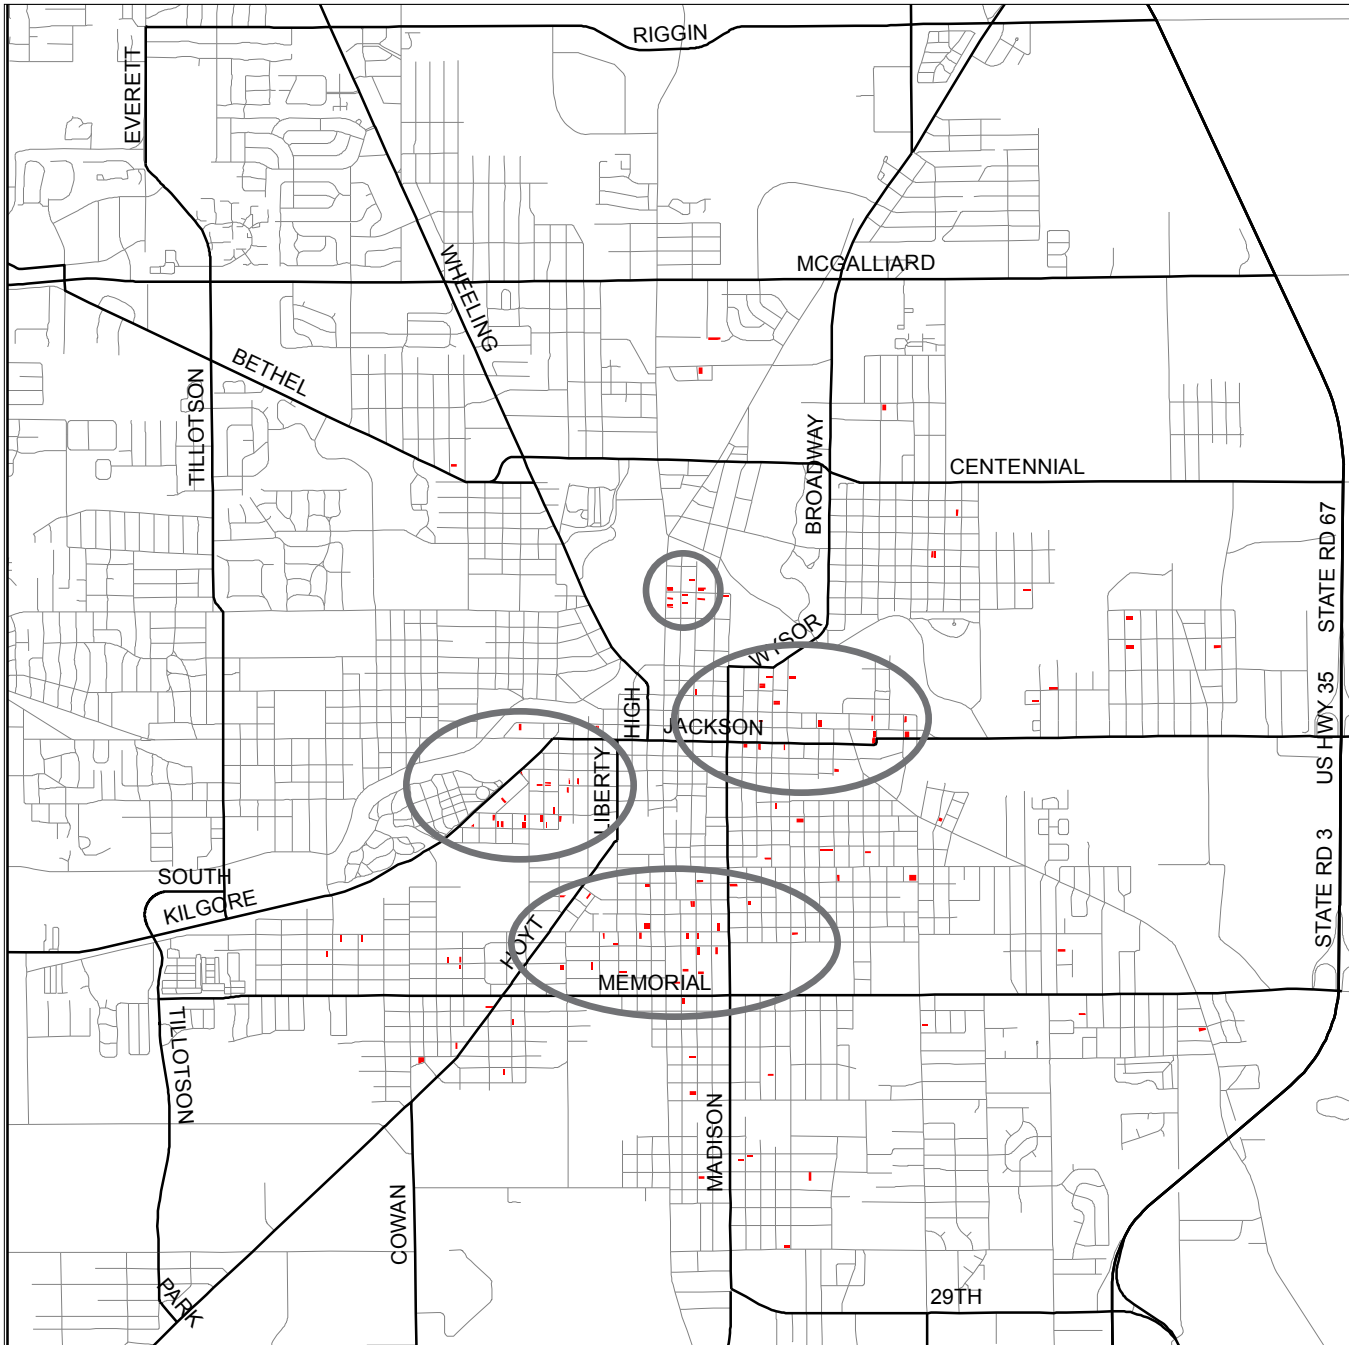 RIGGIN
EVERETT
WHEELING
MCGALLIARD
BETHEL
TILLOTSON
BROADWAY
CENTENNIAL
STATE RD 67
WYSOR
HIGH
JACKSON
US HWY 35
LIBERTY
STATE RD 3
SOUTH
KILGORE
HOYT
MEMORIAL
TILLOTSON
MADISON
COWAN
PARK
29TH